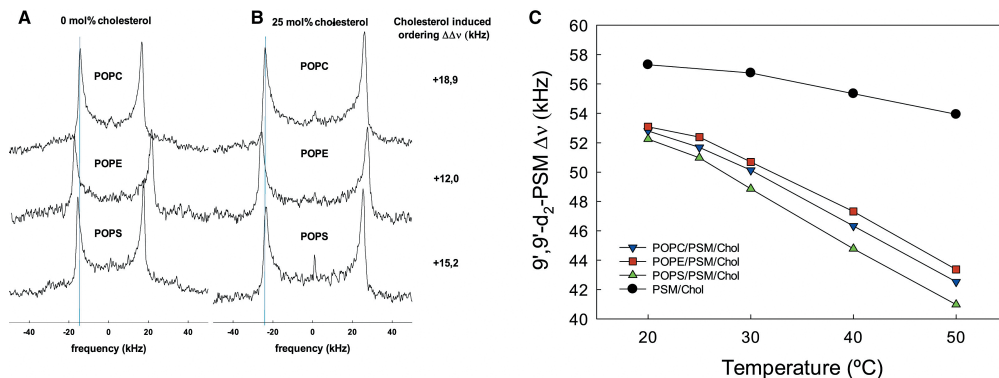 A
0 mol% cholesterol
B
25 mol% cholesterol
Cholesterol induced
ordering ΔΔν (kHz)
POPC
POPC
+18,9
POPE
POPE
+12,0
POPS
POPS
+15,2
-40 -20 0 20 40
-40 -20 0 20 40
frequency (kHz)
frequency (kHz)
C
9',9'-d2-PSM Δν (kHz)
60
58
56
54
52
50
48
46
44
42
40
POPC/PSM/Chol
POPE/PSM/Chol
POPS/PSM/Chol
PSM/Chol
20 30 40 50
Temperature (ºC)